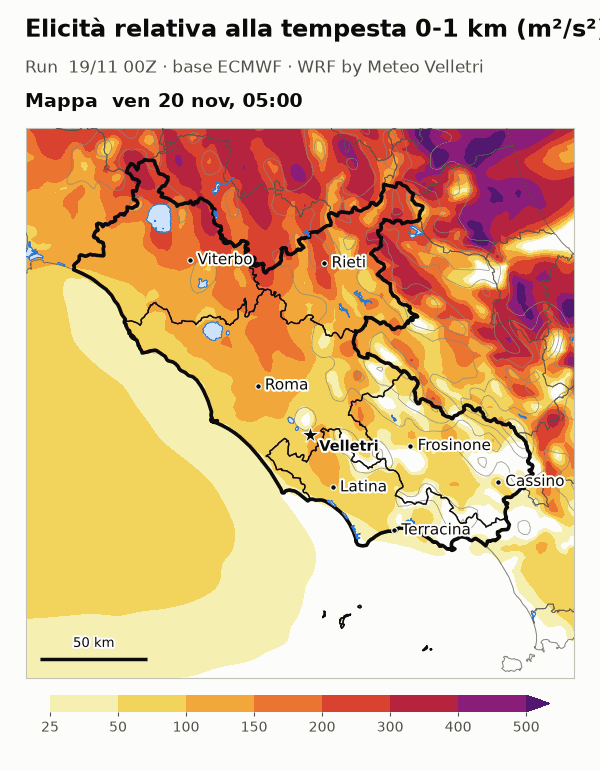 Elicità relativa alla tempesta 0-1 km (m²/s²)
Run  19/11 00Z · base ECMWF · WRF by Meteo Velletri
Mappa  ven 20 nov, 05:00
Viterbo
Rieti
Roma
Velletri
Frosinone
Cassino
Latina
Terracina
50 km
25 50 100 150 200 300 400 500